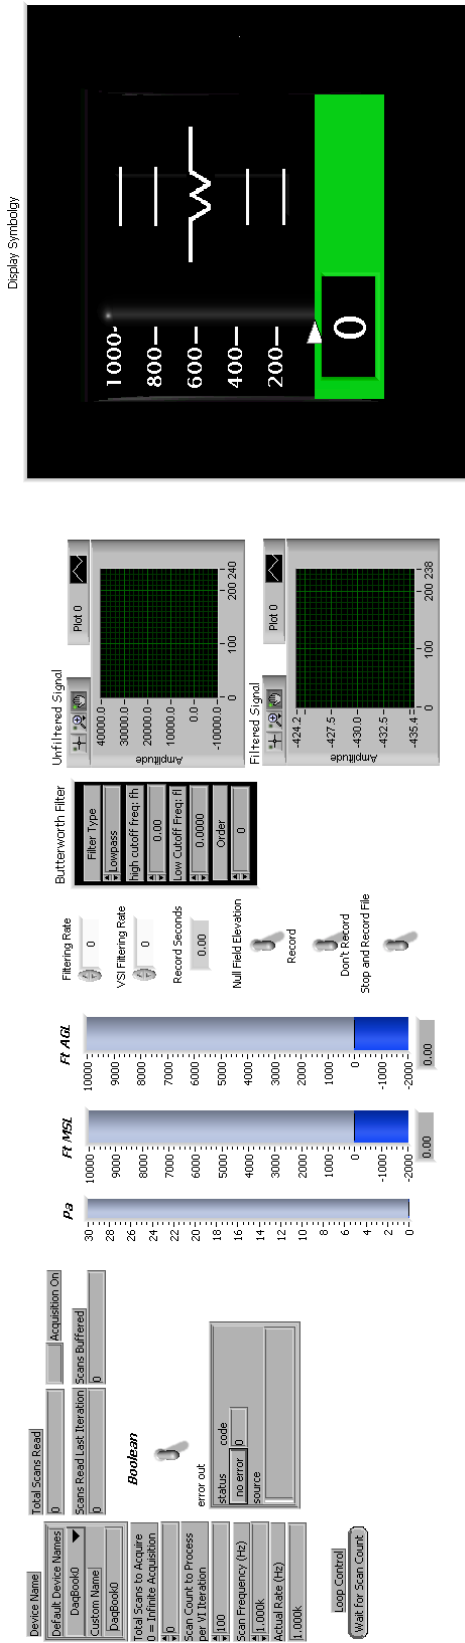 Device Name
Default Device Names
DaqBook0
Custom Name
DaqBook0
Total Scans to Acquire
0 = Infinite Acquisition
0
Scan Count to Process
per VI Iteration
100
Scan Frequency (Hz)
1.000k
Actual Rate (Hz)
1.000k
Loop Control
Wait for Scan Count
Total Scans Read
0
Acquisition On
Scans Read Last Iteration
0
Scans Buffered
0
Boolean
error out
status code
no error 0
source
Pa
30
28
26
24
22
20
18
16
14
12
10
8
6
4
2
0
Ft MSL
10000
9000
8000
7000
6000
5000
4000
3000
2000
1000
0
-1000
-2000
0.00
Ft AGL
10000
9000
8000
7000
6000
5000
4000
3000
2000
1000
0
-1000
-2000
0.00
Filtering Rate
0
VSI Filtering Rate
0
Record Seconds
0.00
Null Field Elevation
Record
Don't Record
Stop and Record File
Butterworth Filter
Filter Type
Lowpass
high cutoff freq: fh
0.00
Low Cutoff Freq: fl
0.0000
Order
0
Unfiltered Signal
Plot 0
Amplitude
40000.0
30000.0
20000.0
10000.0
0.0
-10000.0
0 100 200 240
Filtered Signal
Plot 0
Amplitude
-424.2
-427.5
-430.0
-432.5
-435.4
0 100 200 238
Display Symbolgy
1000
800
600
400
200
0